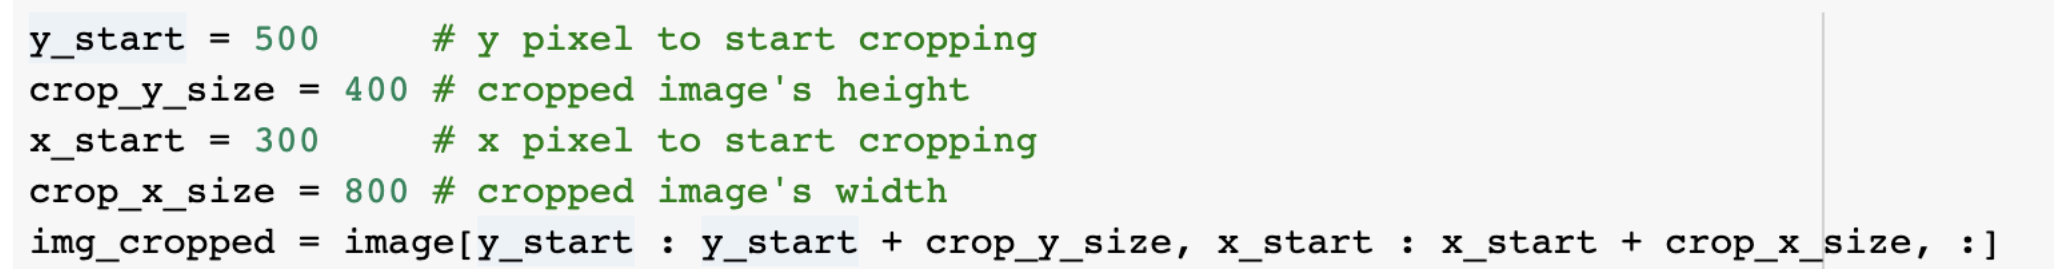 y_start = 500     # y pixel to start cropping
crop_y_size = 400 # cropped image's height
x_start = 300     # x pixel to start cropping
crop_x_size = 800 # cropped image's width
img_cropped = image[y_start : y_start + crop_y_size, x_start : x_start + crop_x_size, :]